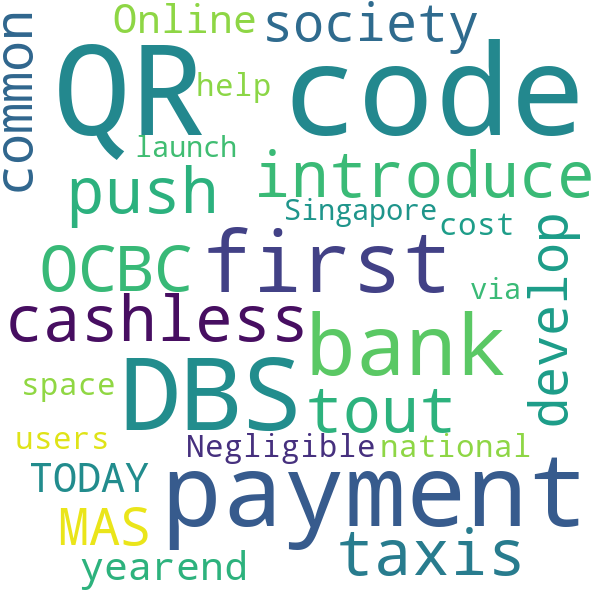 Online
society
common
QR
code
help
launch
push
introduce
Singapore
cost
OCBC
first
via
develop
cashless
bank
DBS
space
tout
users
Negligible
national
TODAY
payment
MAS
taxis
yearend